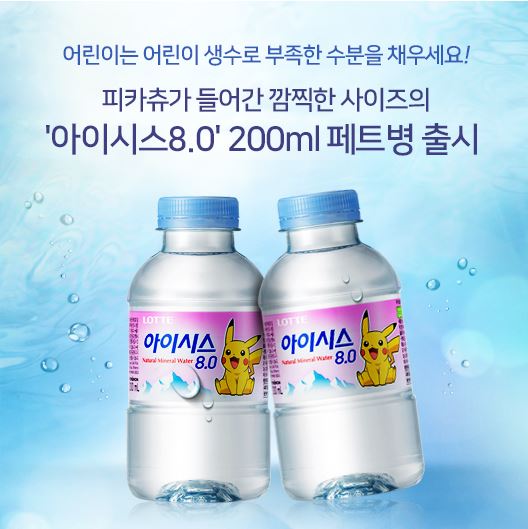 어린이는 어린이 생수로 부족한 수분을 채우세요!
피카츄가 들어간 깜찍한 사이즈의
'아이시스8.0' 200ml 페트병 출시
LOTTE
아이시스
Natural Mineral Water 8.0
LOTTE
아이시스
Natural Mineral Water 8.0